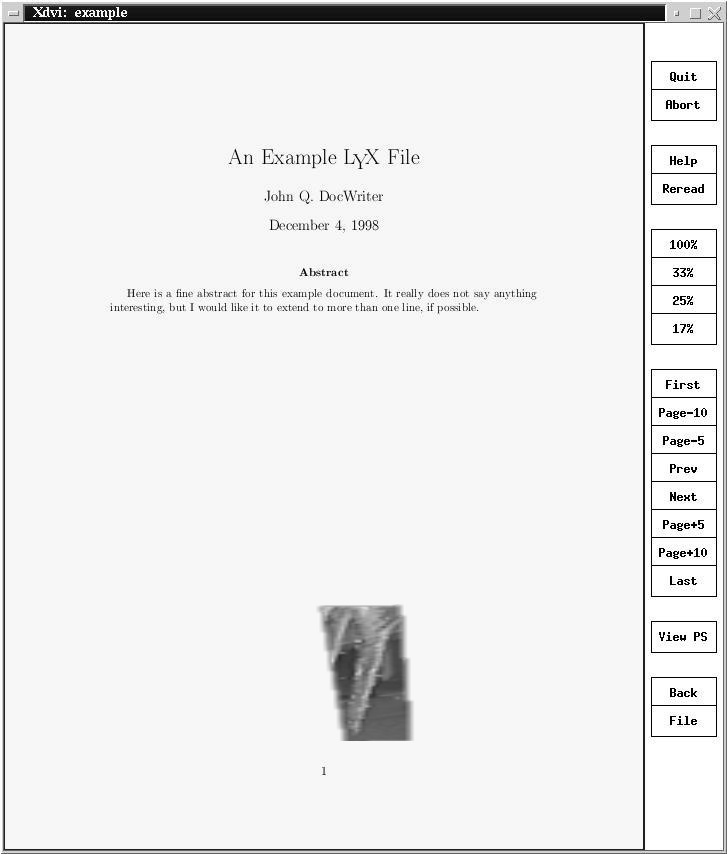 Xdvi: example
An Example LYX File
John Q. DocWriter
December 4, 1998
Abstract
Here is a fine abstract for this example document. It really does not say anything
interesting, but I would like it to extend to more than one line, if possible.
1
Quit
Abort
Help
Reread
100%
33%
25%
17%
First
Page-10
Page-5
Prev
Next
Page+5
Page+10
Last
View PS
Back
File